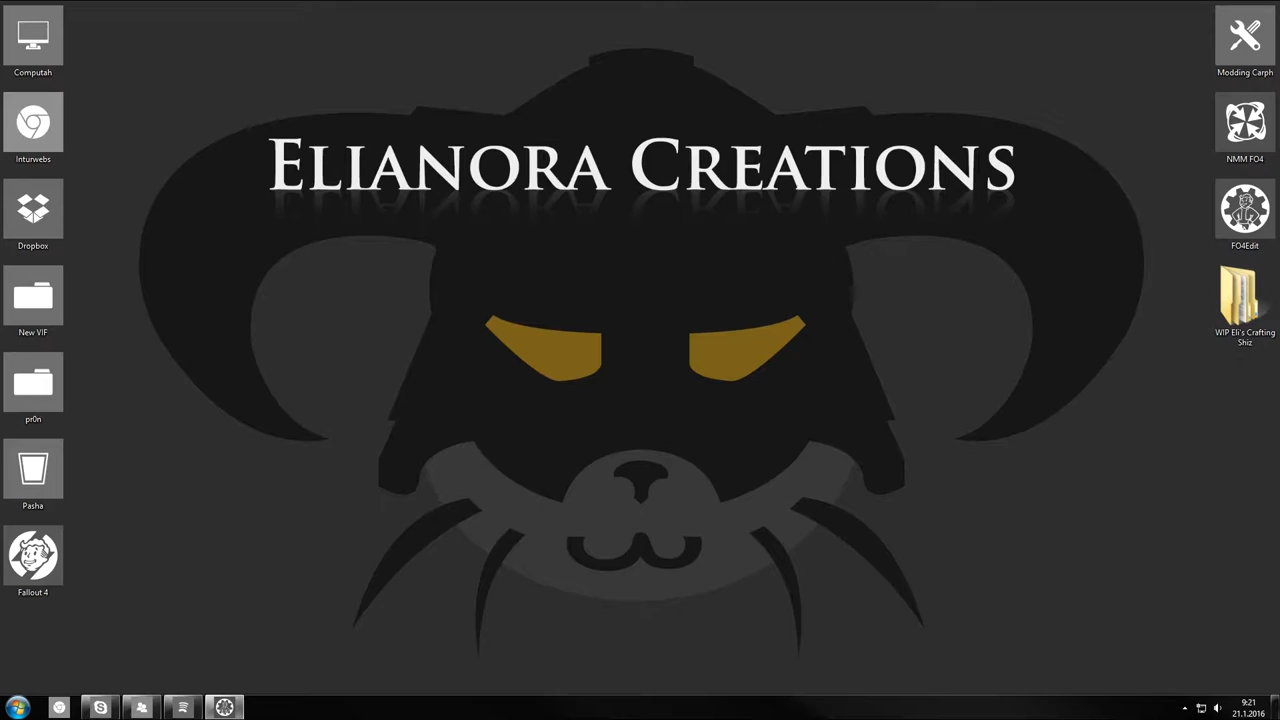 Computah
Inturwebs
Dropbox
New VIF
pr0n
Pasha
Fallout 4
ELIANORA CREATIONS
Modding Carph
NMM FO4
FO4Edit
WIP Eli's Crafting
Shiz
9:21
21.1.2016